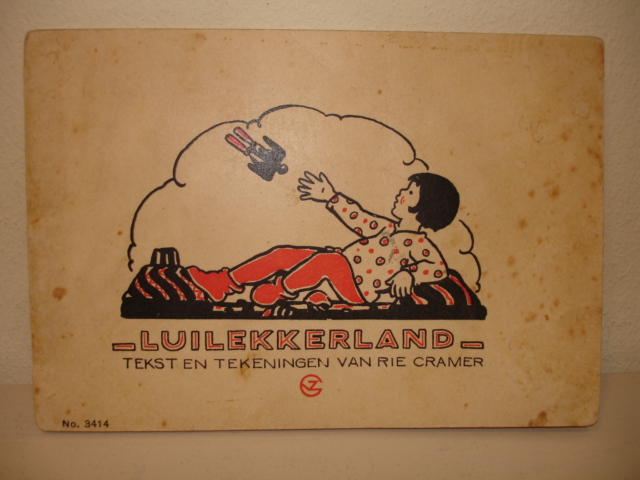 LUILEKKERLAND
TEKST EN TEKENINGEN VAN RIE CRAMER
No. 3414